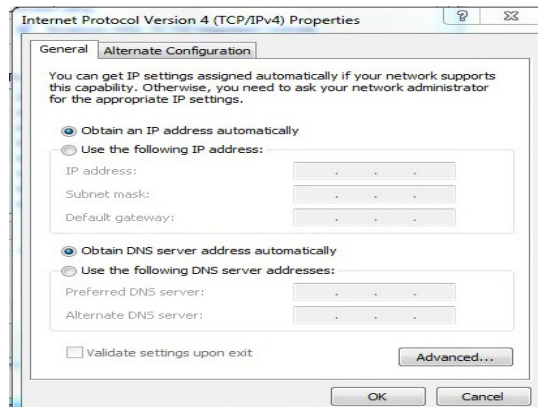 Internet Protocol Version 4 (TCP/IPv4) Properties
General
Alternate Configuration
You can get IP settings assigned automatically if your network supports
this capability. Otherwise, you need to ask your network administrator
for the appropriate IP settings.
Obtain an IP address automatically
Use the following IP address:
IP address:
Subnet mask:
Default gateway:
Obtain DNS server address automatically
Use the following DNS server addresses:
Preferred DNS server:
Alternate DNS server:
Validate settings upon exit
Advanced...
OK
Cancel